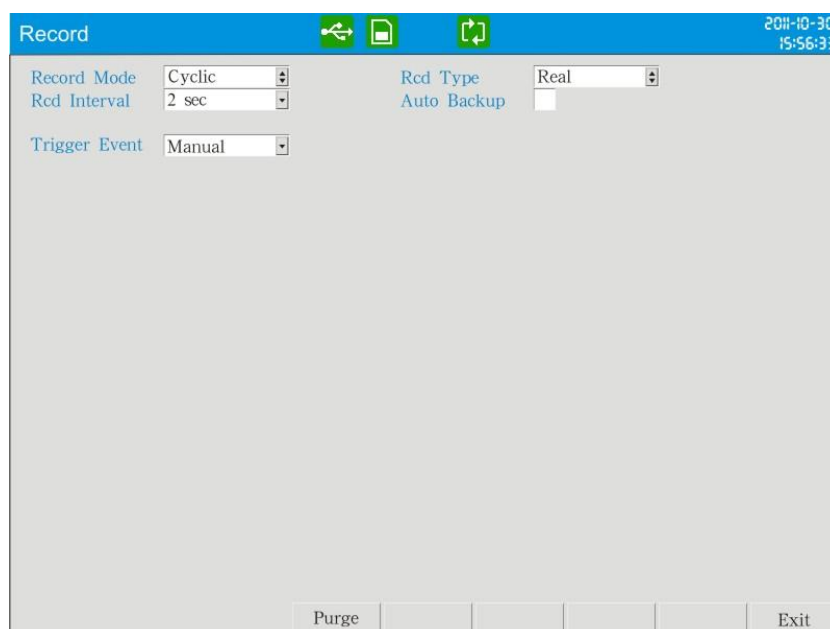 Record
2011-10-30
15:56:33
Record Mode Cyclic Rcd Type Real
Rcd Interval 2 sec Auto Backup
Trigger Event Manual
Purge Exit